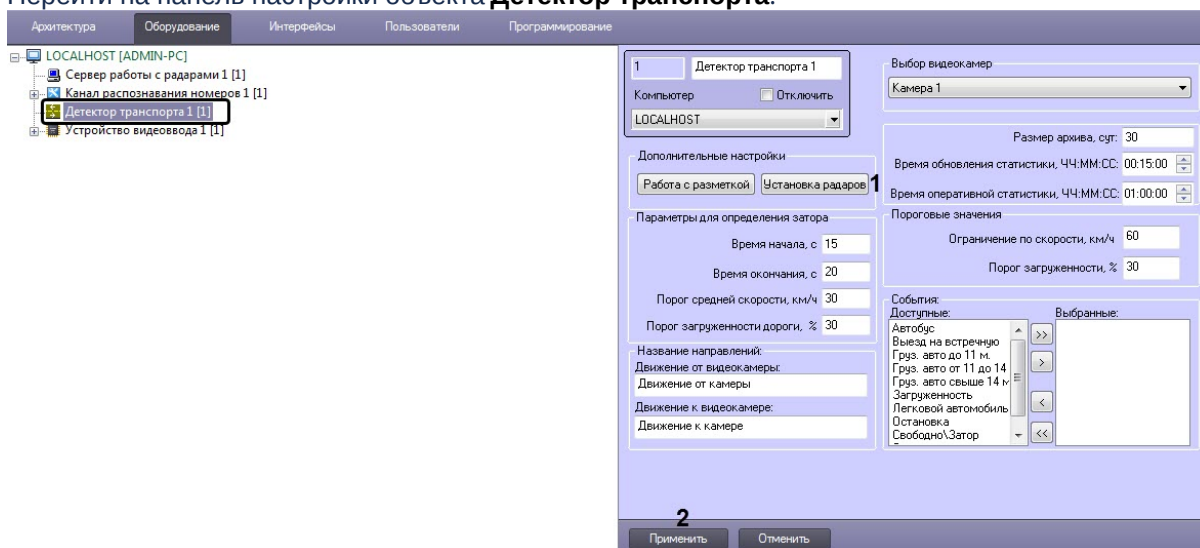 Перейти на панель настройки объекта Детектор транспорта.
Архитектура Оборудование Интерфейсы Пользователи Программирование
LOCALHOST [ADMIN-PC]
Сервер работы с радарами 1 [1]
Канал распознавания номеров 1 [1]
Детектор транспорта 1 [1]
Устройство видеоввода 1 [1]
1 Детектор транспорта 1
Компьютер Отключить
LOCALHOST
Выбор видеокамер
Камера 1
Дополнительные настройки
Работа с разметкой Установка радаров 1
Размер архива, сут: 30
Время обновления статистики, ЧЧ:ММ:СС: 00:15:00
Время оперативной статистики, ЧЧ:ММ:СС: 01:00:00
Параметры для определения затора
Время начала, с 15
Время окончания, с 20
Порог средней скорости, км/ч 30
Порог загруженности дороги, % 30
Пороговые значения
Ограничение по скорости, км/ч 60
Порог загруженности, % 30
Название направлений:
Движение от видеокамеры:
Движение от камеры
Движение к видеокамере:
Движение к камере
События:
Доступные: Выбранные:
Автобус
Выезд на встречную
Груз. авто до 11 м.
Груз. авто от 11 до 14
Груз. авто свыше 14 м
Загруженность
Легковой автомобиль
Остановка
Свободно\Затор
>>
>
<
<<
2
Применить Отменить